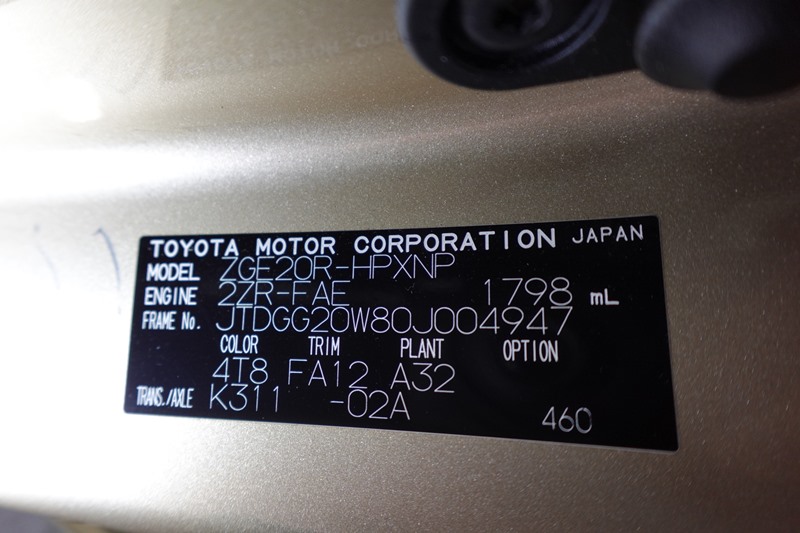 TOYOTA MOTOR CORPORATION JAPAN
MODEL ZGE20R-HPXNP
ENGINE 2ZR-FAE 1798 mL
FRAME No. JTDGG20W80J004947
COLOR TRIM PLANT OPTION
4T8 FA12 A32
TRANS./AXLE K311 -02A
460